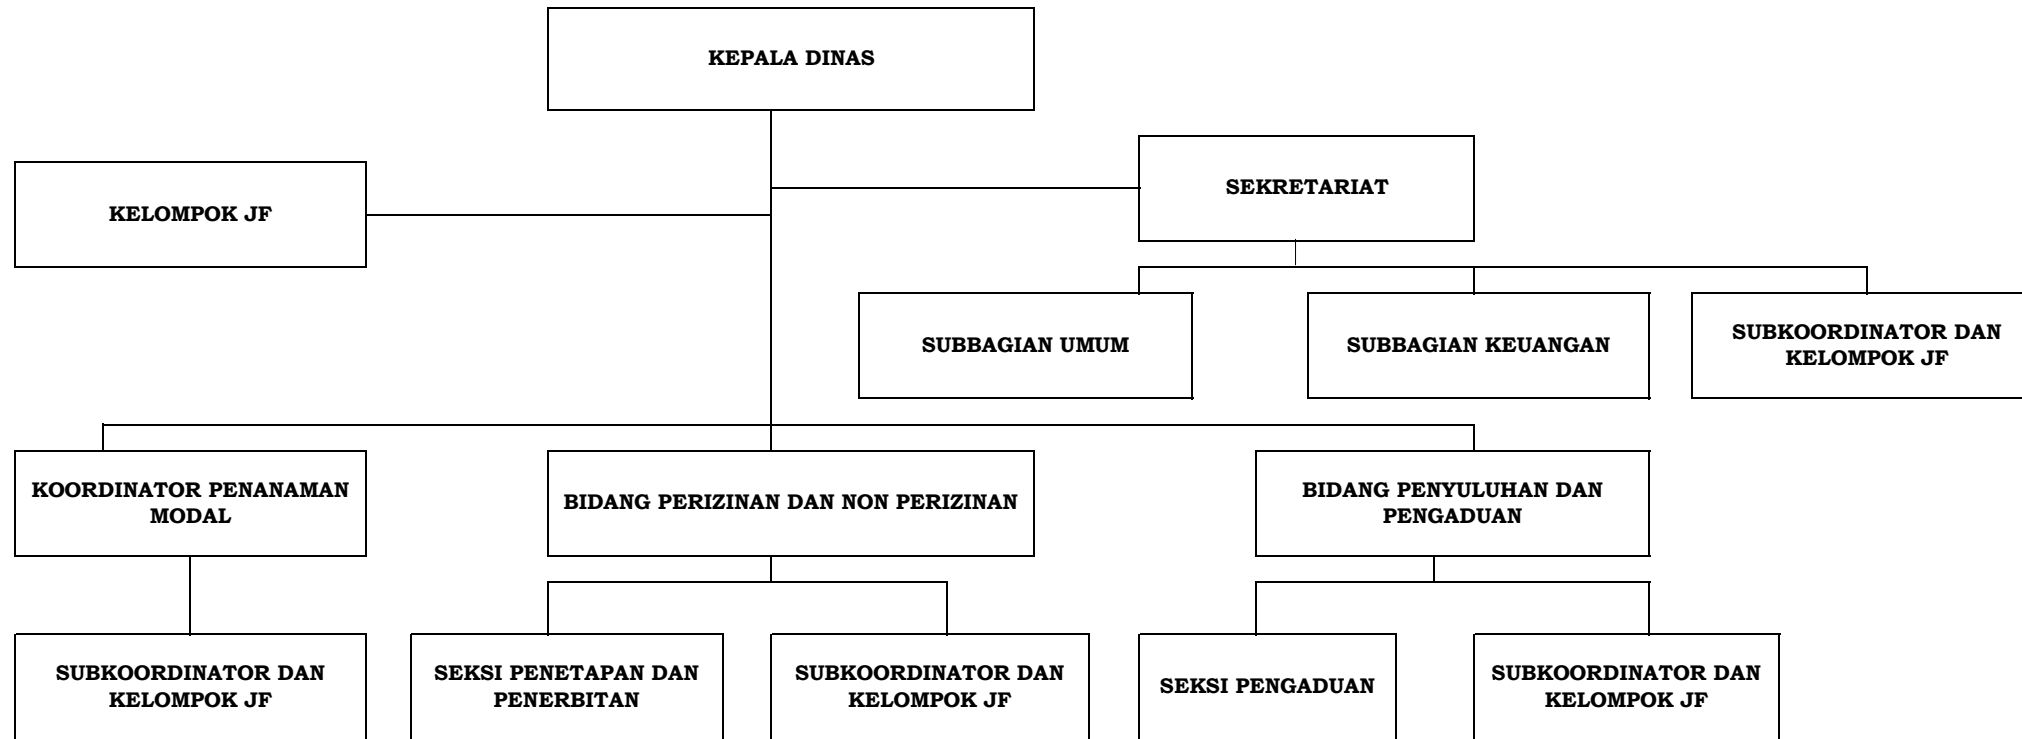 KEPALA DINAS
SEKRETARIAT
KELOMPOK JF
SUBBAGIAN UMUM
SUBBAGIAN KEUANGAN
SUBKOORDINATOR DAN
KELOMPOK JF
KOORDINATOR PENANAMAN
MODAL
BIDANG PERIZINAN DAN NON PERIZINAN
BIDANG PENYULUHAN DAN
PENGADUAN
SUBKOORDINATOR DAN
KELOMPOK JF
SEKSI PENETAPAN DAN
PENERBITAN
SUBKOORDINATOR DAN
KELOMPOK JF
SEKSI PENGADUAN
SUBKOORDINATOR DAN
KELOMPOK JF